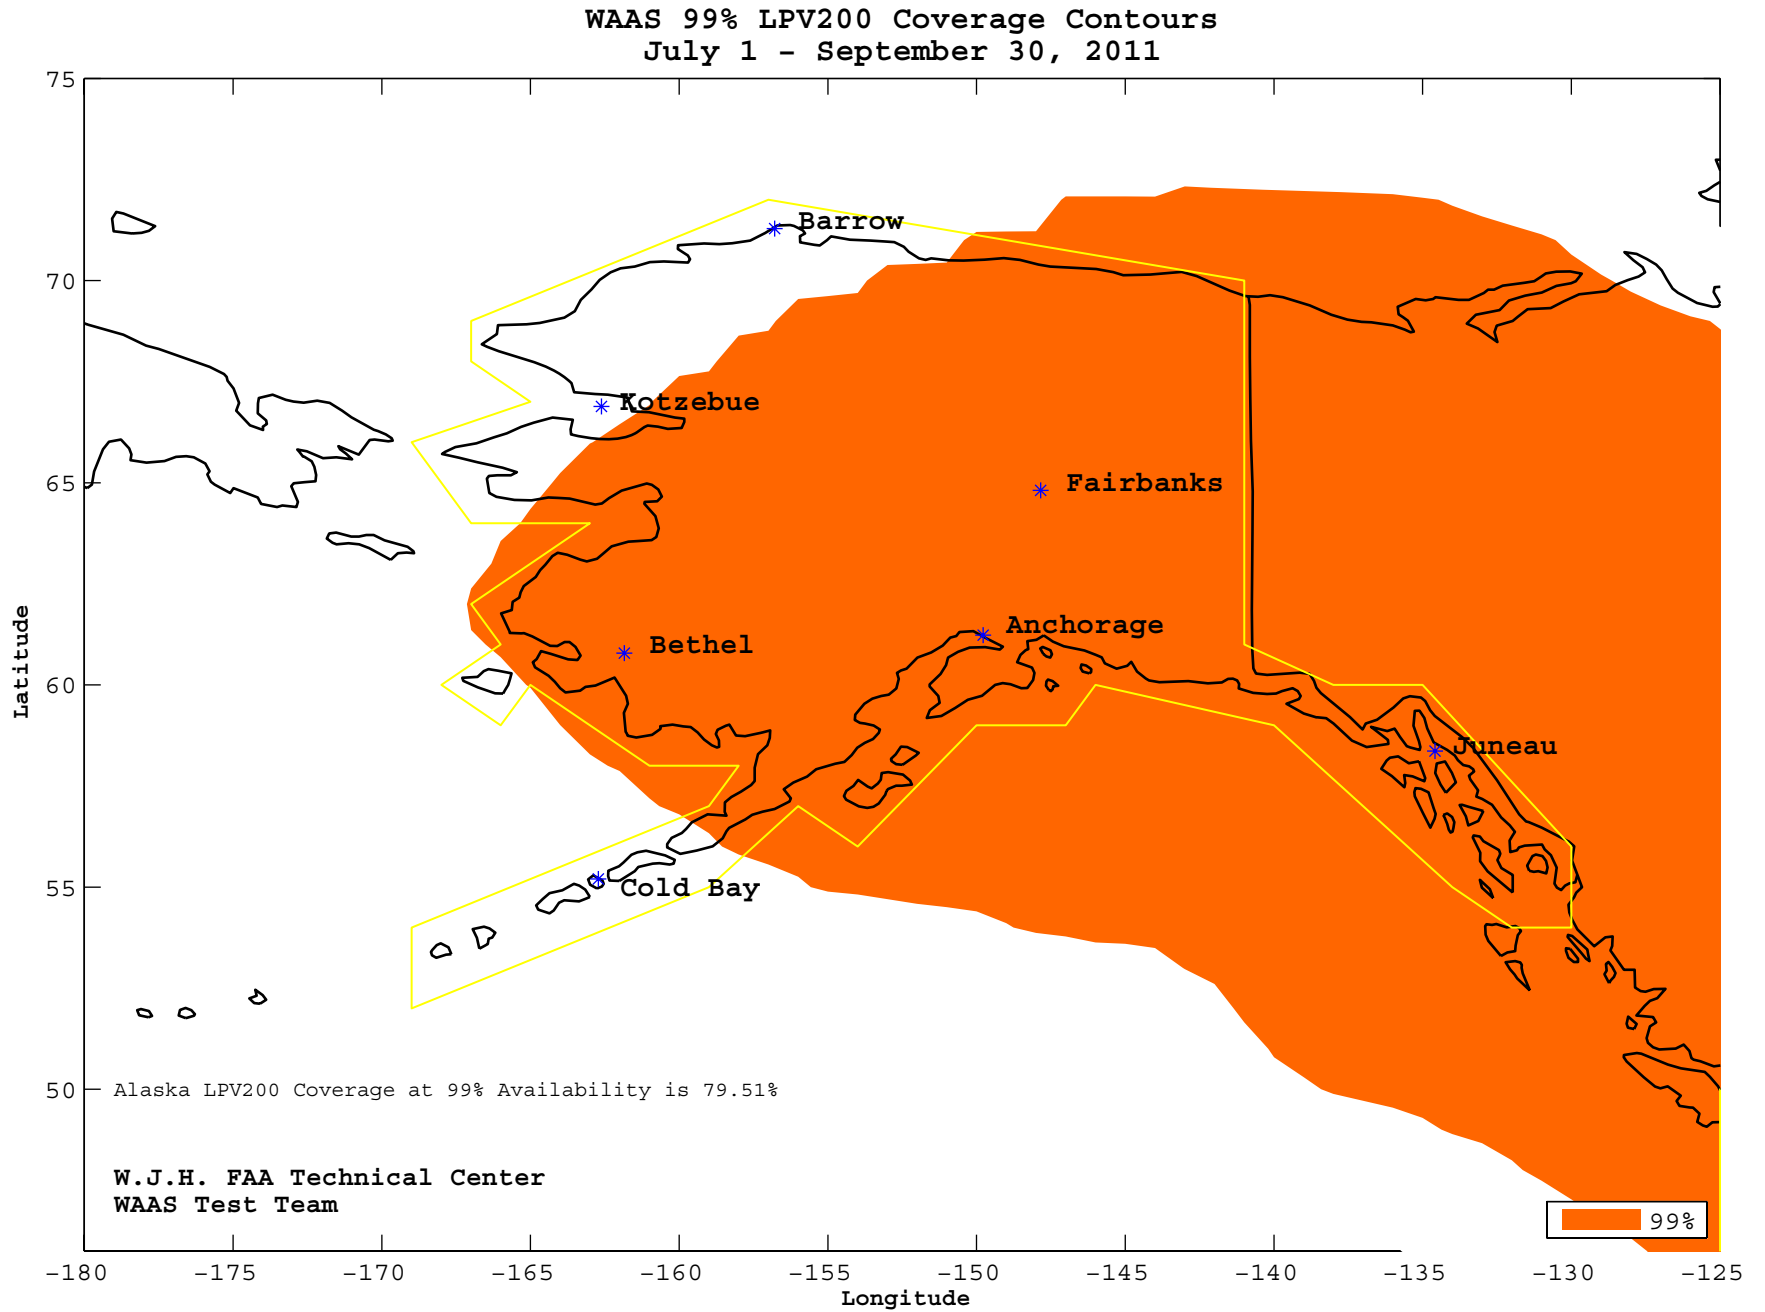 WAAS 99% LPV200 Coverage Contours
July 1 - September 30, 2011
75
70
65
60
55
50
Latitude
Barrow
Kotzebue
Fairbanks
Anchorage
Bethel
Juneau
Cold Bay
Alaska LPV200 Coverage at 99% Availability is 79.51%
W.J.H. FAA Technical Center
WAAS Test Team
99%
-180 -175 -170 -165 -160 -155 -150 -145 -140 -135 -130 -125
Longitude